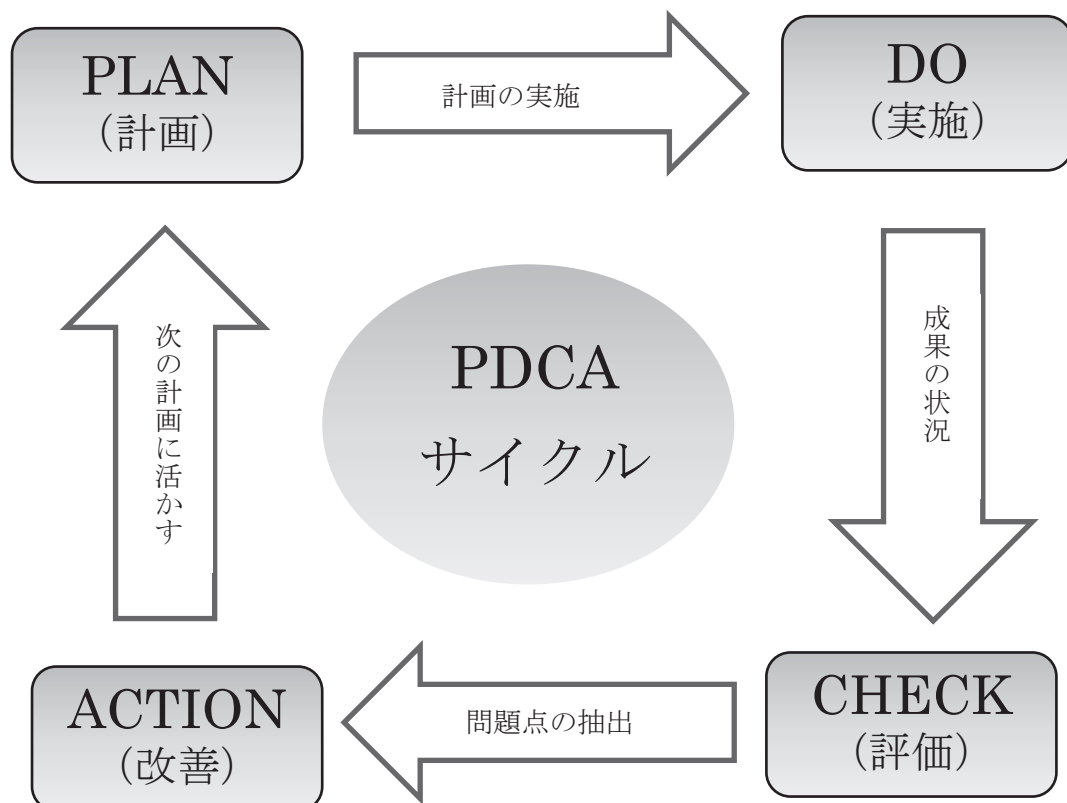 PLAN
（計画）
計画の実施
DO
（実施）
次の計画に活かす
PDCA
サイクル
成果の状況
ACTION
（改善）
問題点の抽出
CHECK
（評価）